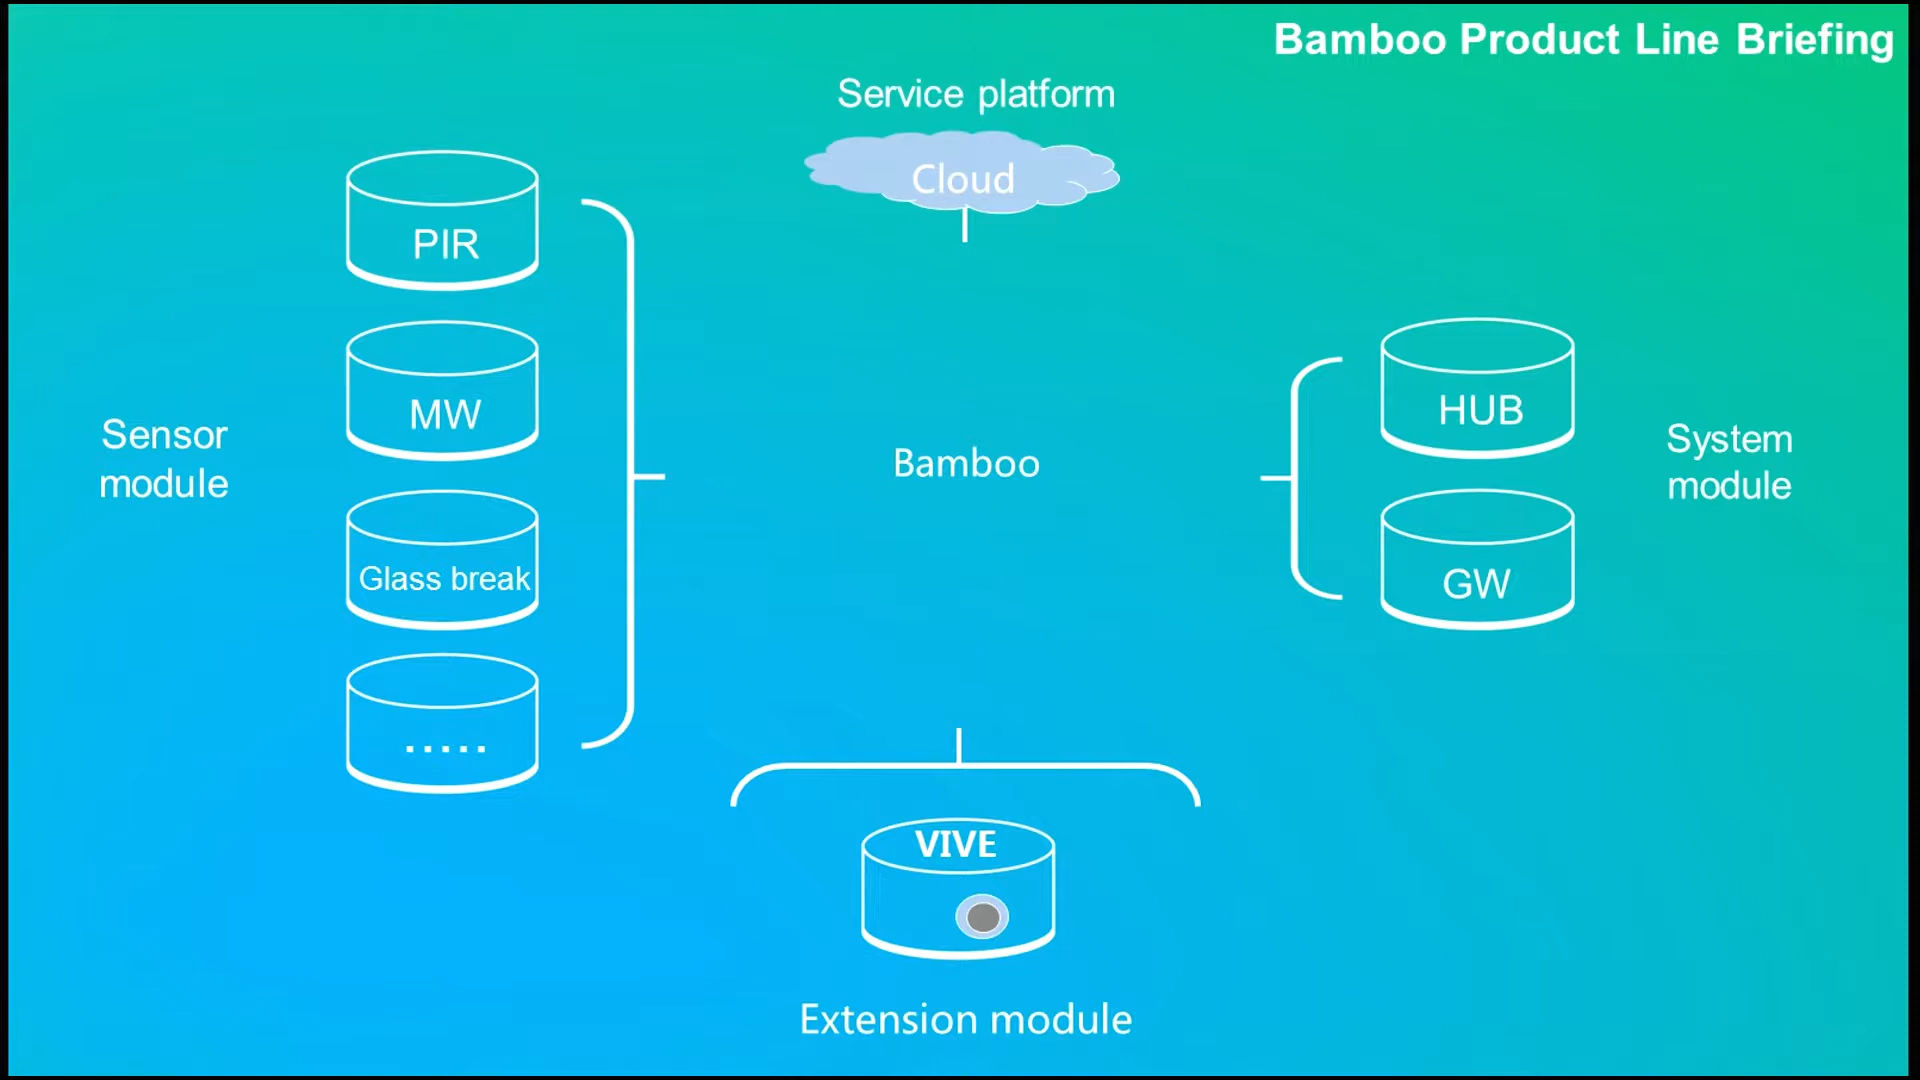 Bamboo Product Line Briefing
Service platform
Cloud
PIR
MW
Glass break
.....
Sensor
module
Bamboo
HUB
GW
System
module
VIVE
Extension module